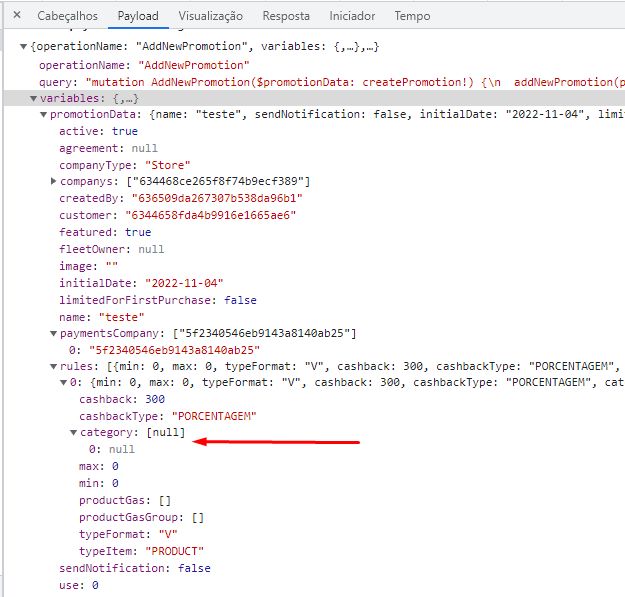 × Cabeçalhos Payload Visualização Resposta Iniciador Tempo
▼{operationName: "AddNewPromotion", variables: {,…},…}
operationName: "AddNewPromotion"
query: "mutation AddNewPromotion($promotionData: createPromotion!) {\n  addNewPromotion(p
▼variables: {,…}
▼promotionData: {name: "teste", sendNotification: false, initialDate: "2022-11-04", limit
active: true
agreement: null
companyType: "Store"
▶companys: ["634468ce265f8f74b9ecf389"]
createdBy: "636509da267307b538da96b1"
customer: "6344658fda4b9916e1665ae6"
featured: true
fleetOwner: null
image: ""
initialDate: "2022-11-04"
limitedForFirstPurchase: false
name: "teste"
▼paymentsCompany: ["5f2340546eb9143a8140ab25"]
0: "5f2340546eb9143a8140ab25"
▼rules: [{min: 0, max: 0, typeFormat: "V", cashback: 300, cashbackType: "PORCENTAGEM",
▼0: {min: 0, max: 0, typeFormat: "V", cashback: 300, cashbackType: "PORCENTAGEM", cat
cashback: 300
cashbackType: "PORCENTAGEM"
▼category: [null]
0: null
max: 0
min: 0
productGas: []
productGasGroup: []
typeFormat: "V"
typeItem: "PRODUCT"
sendNotification: false
use: 0